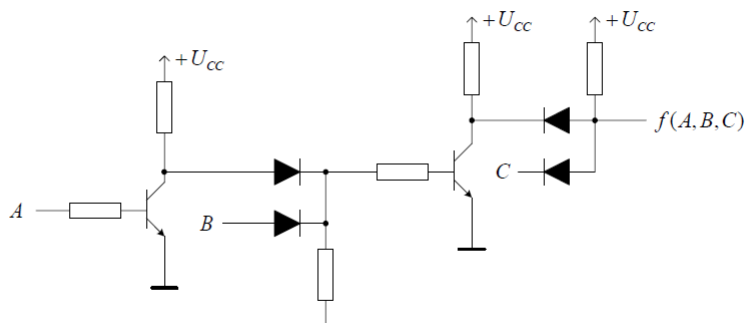 +U_CC
+U_CC
+U_CC
f(A, B, C)
C
A
B